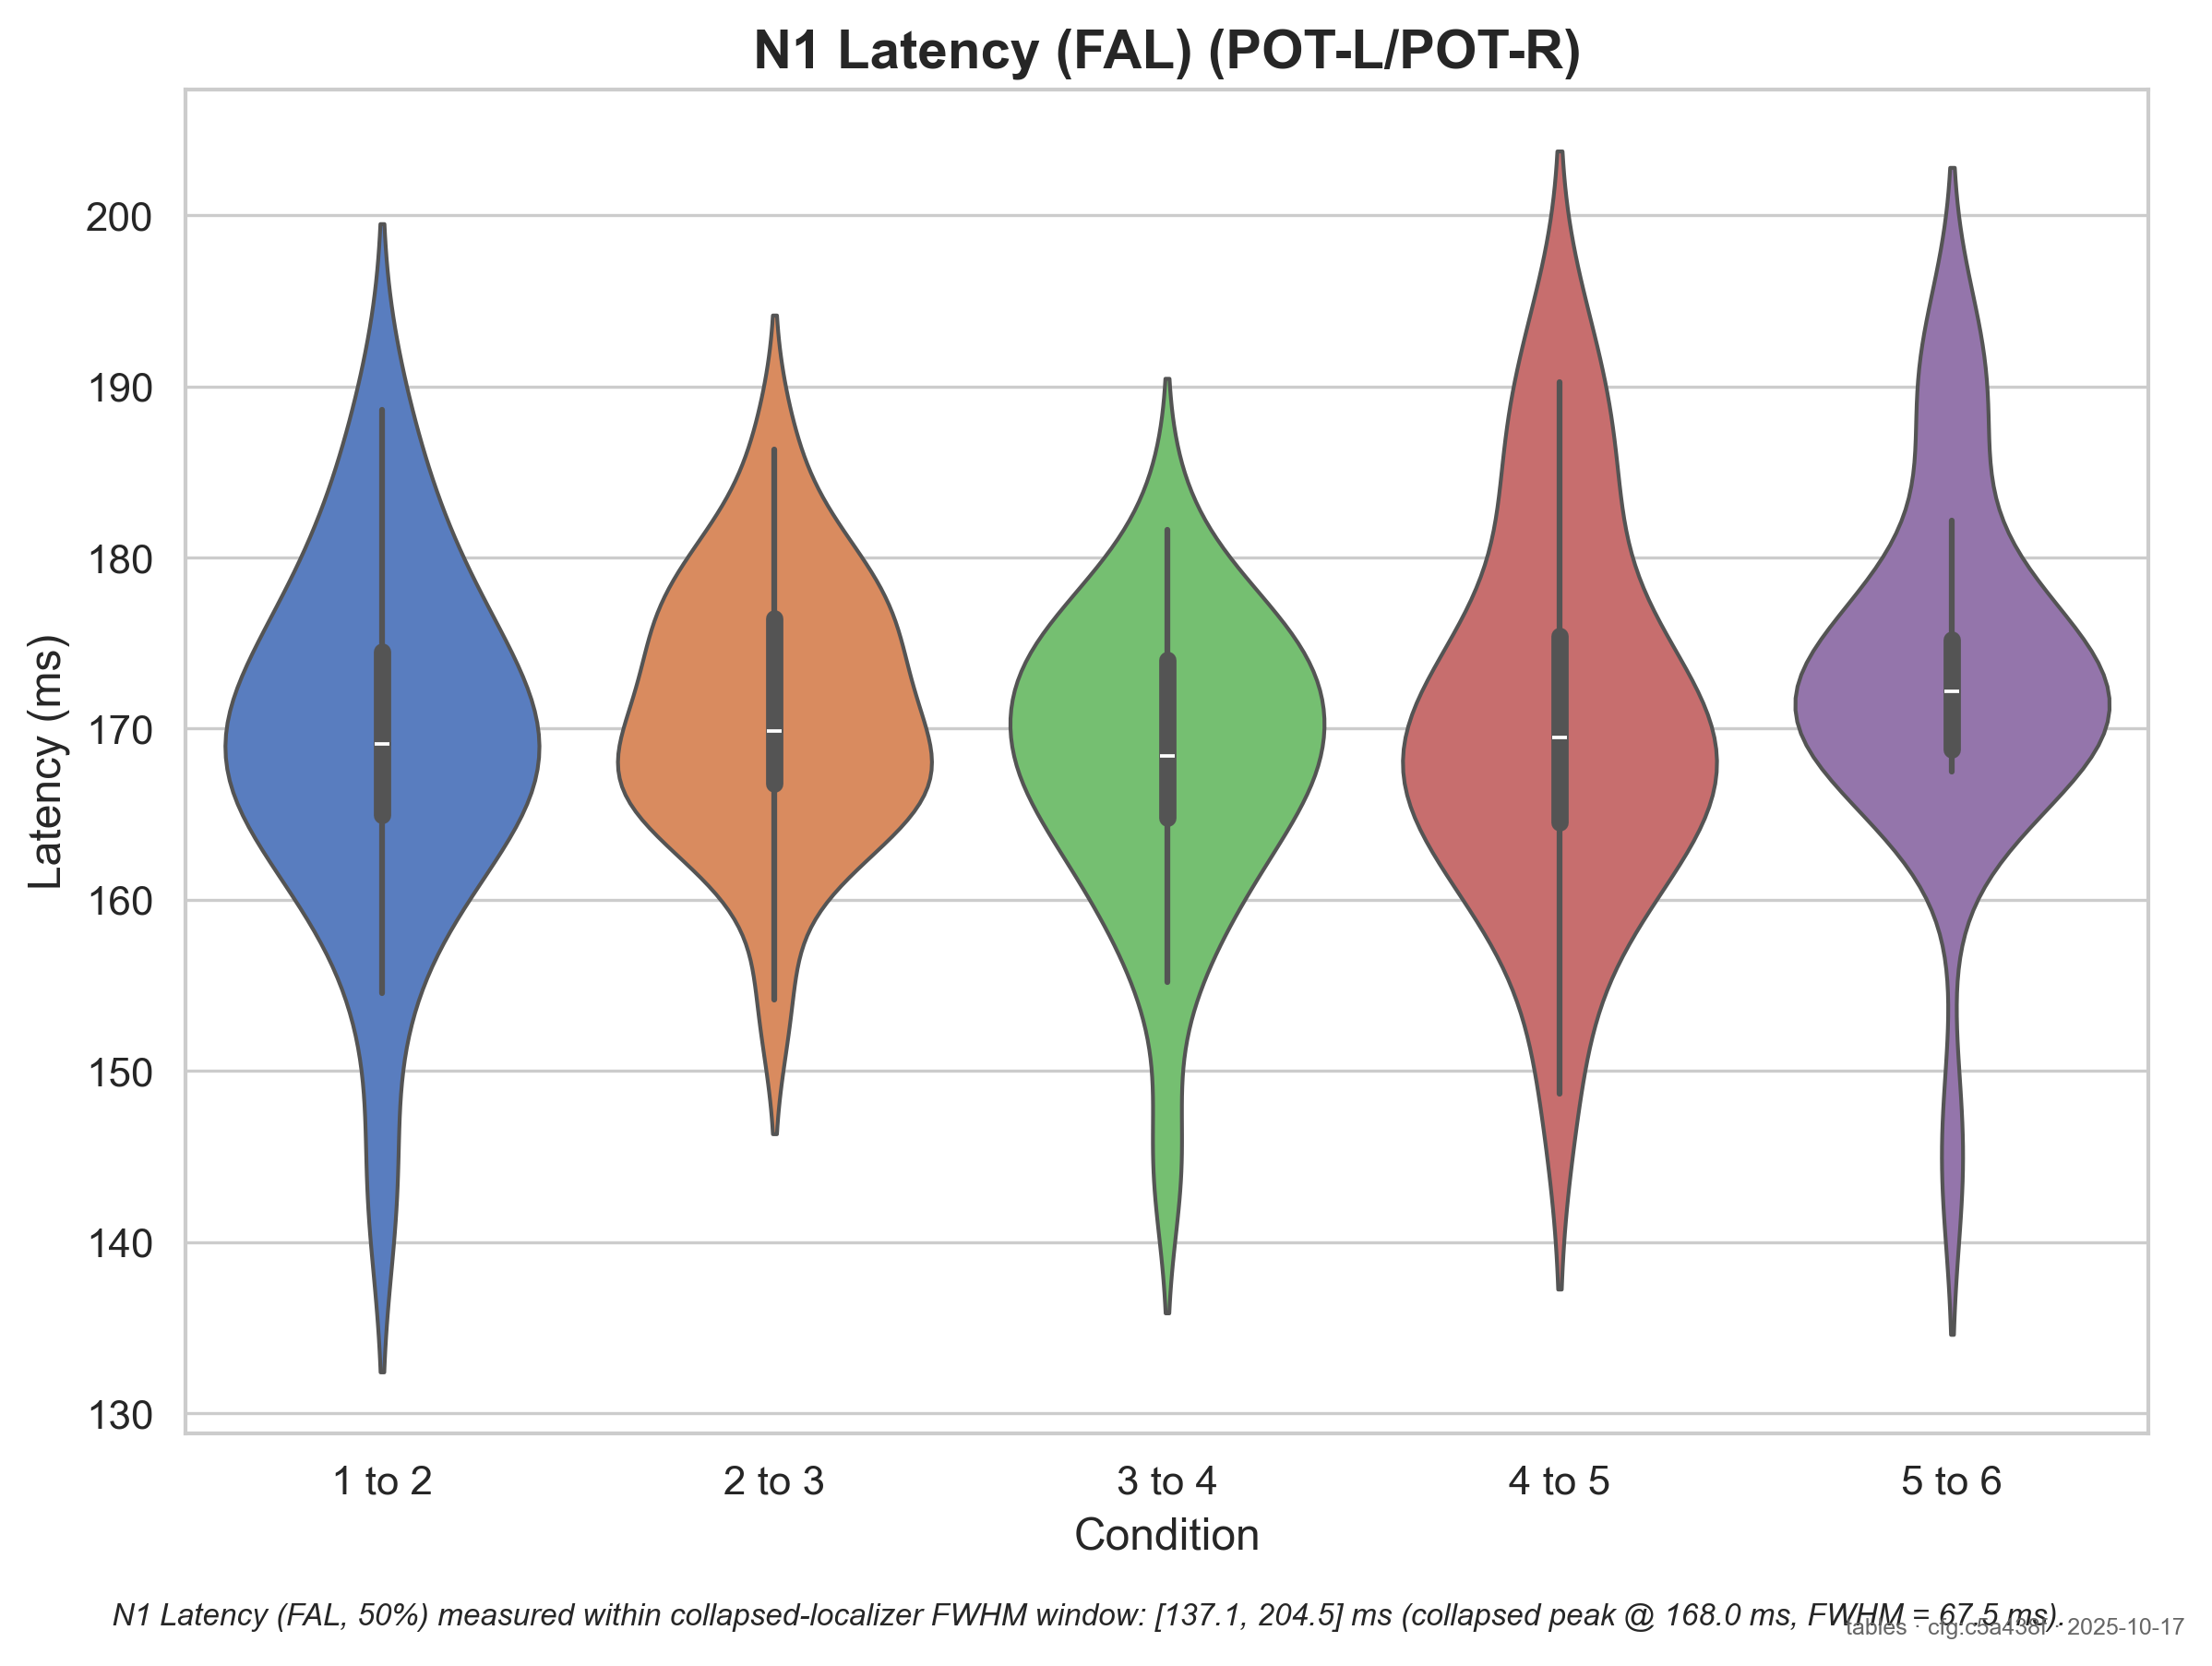 N1 Latency (FAL) (POT-L/POT-R)
Latency (ms)
200
190
180
170
160
150
140
130
1 to 2 2 to 3 3 to 4 4 to 5 5 to 6
Condition
N1 Latency (FAL, 50%) measured within collapsed-localizer FWHM window: [137.1, 204.5] ms (collapsed peak @ 168.0 ms, FWHM = 67.5 ms).
tables · cfg:c5a438f · 2025-10-17